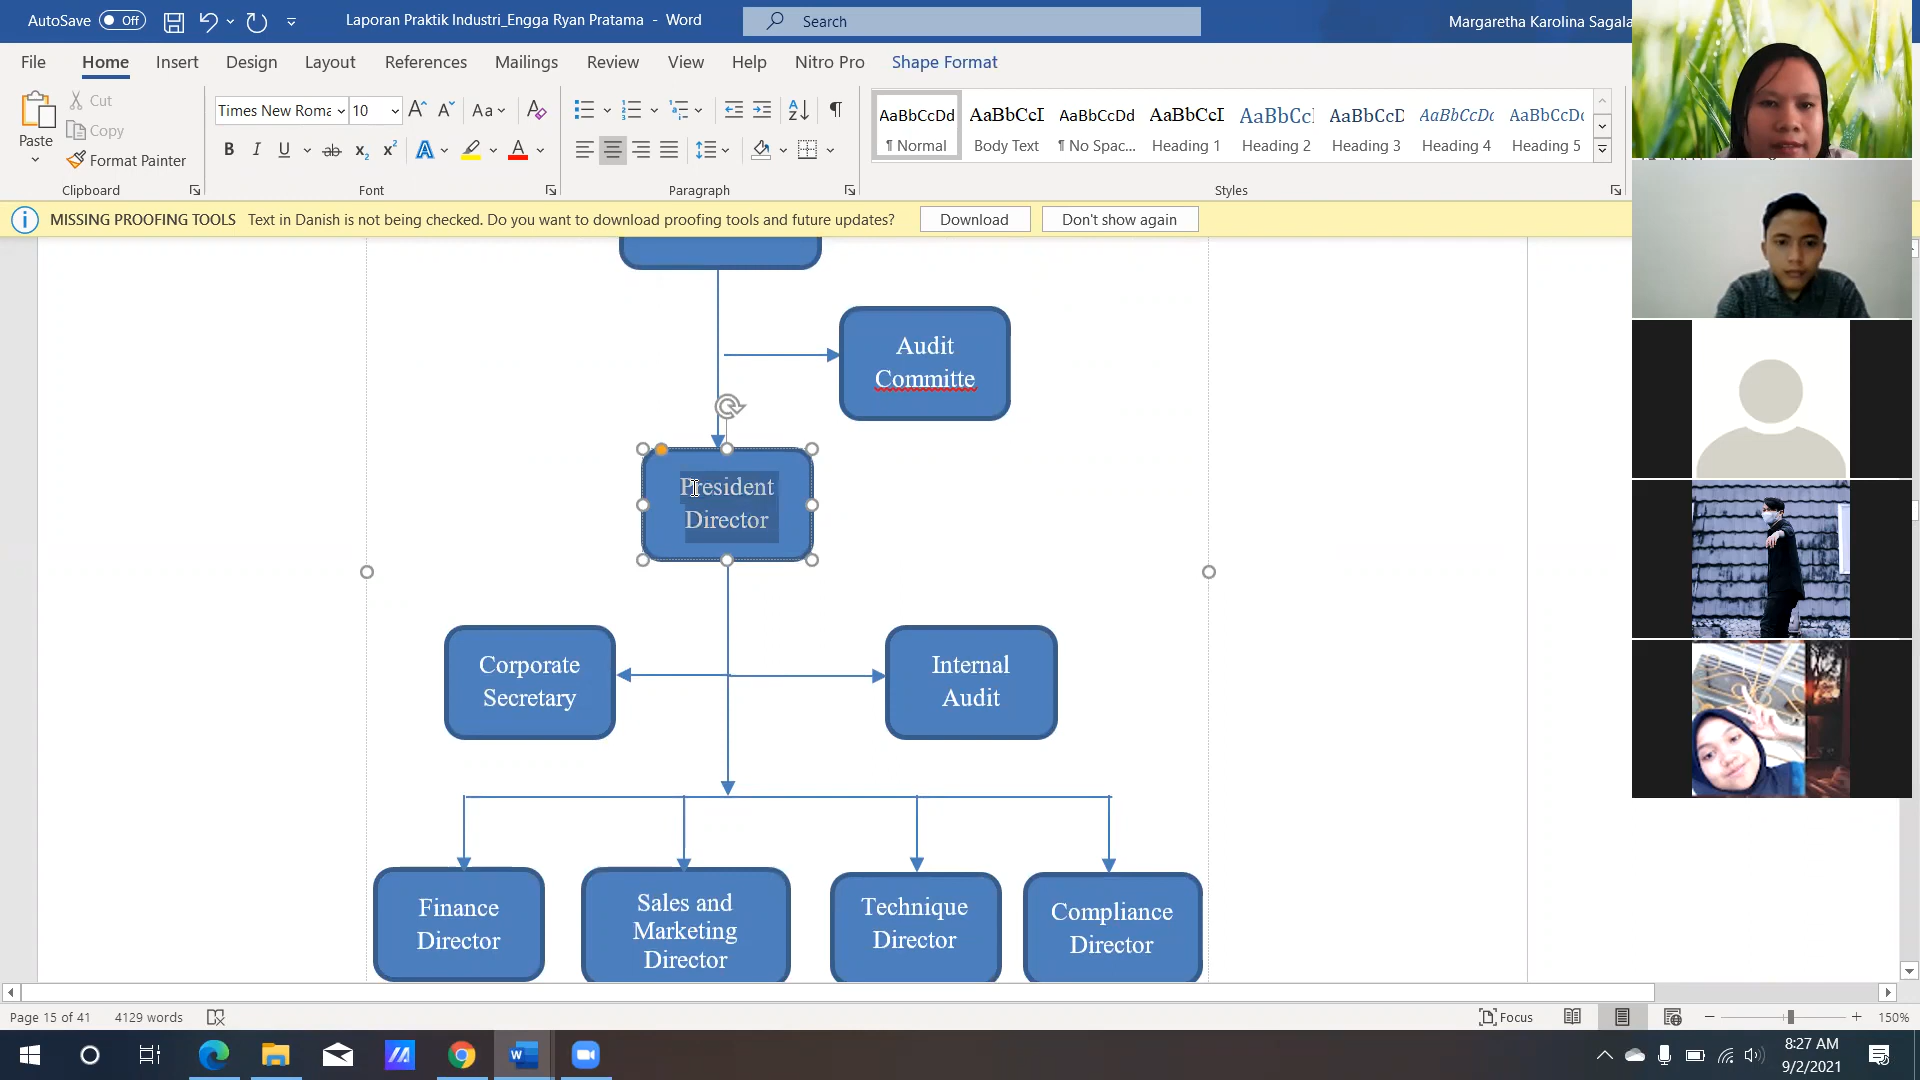 AutoSave Off
Laporan Praktik Industri_Engga Ryan Pratama - Word
Search
Margaretha Karolina Sagala
File Home Insert Design Layout References Mailings Review View Help Nitro Pro Shape Format
Paste
Cut
Copy
Format Painter
Clipboard
Times New Roma 10
Aa
B I U ab x₂ x² A A
Font
Paragraph
AaBbCcDd AaBbCcI AaBbCcDd AaBbCcI AaBbCcI AaBbCcD AaBbCcDc AaBbCcDc
¶ Normal Body Text ¶ No Spac... Heading 1 Heading 2 Heading 3 Heading 4 Heading 5
Styles
MISSING PROOFING TOOLS Text in Danish is not being checked. Do you want to download proofing tools and future updates? Download Don't show again
Audit
Committe
President
Director
Corporate
Secretary
Internal
Audit
Finance
Director
Sales and
Marketing
Director
Technique
Director
Compliance
Director
Page 15 of 41 4129 words
Focus
150%
8:27 AM
9/2/2021